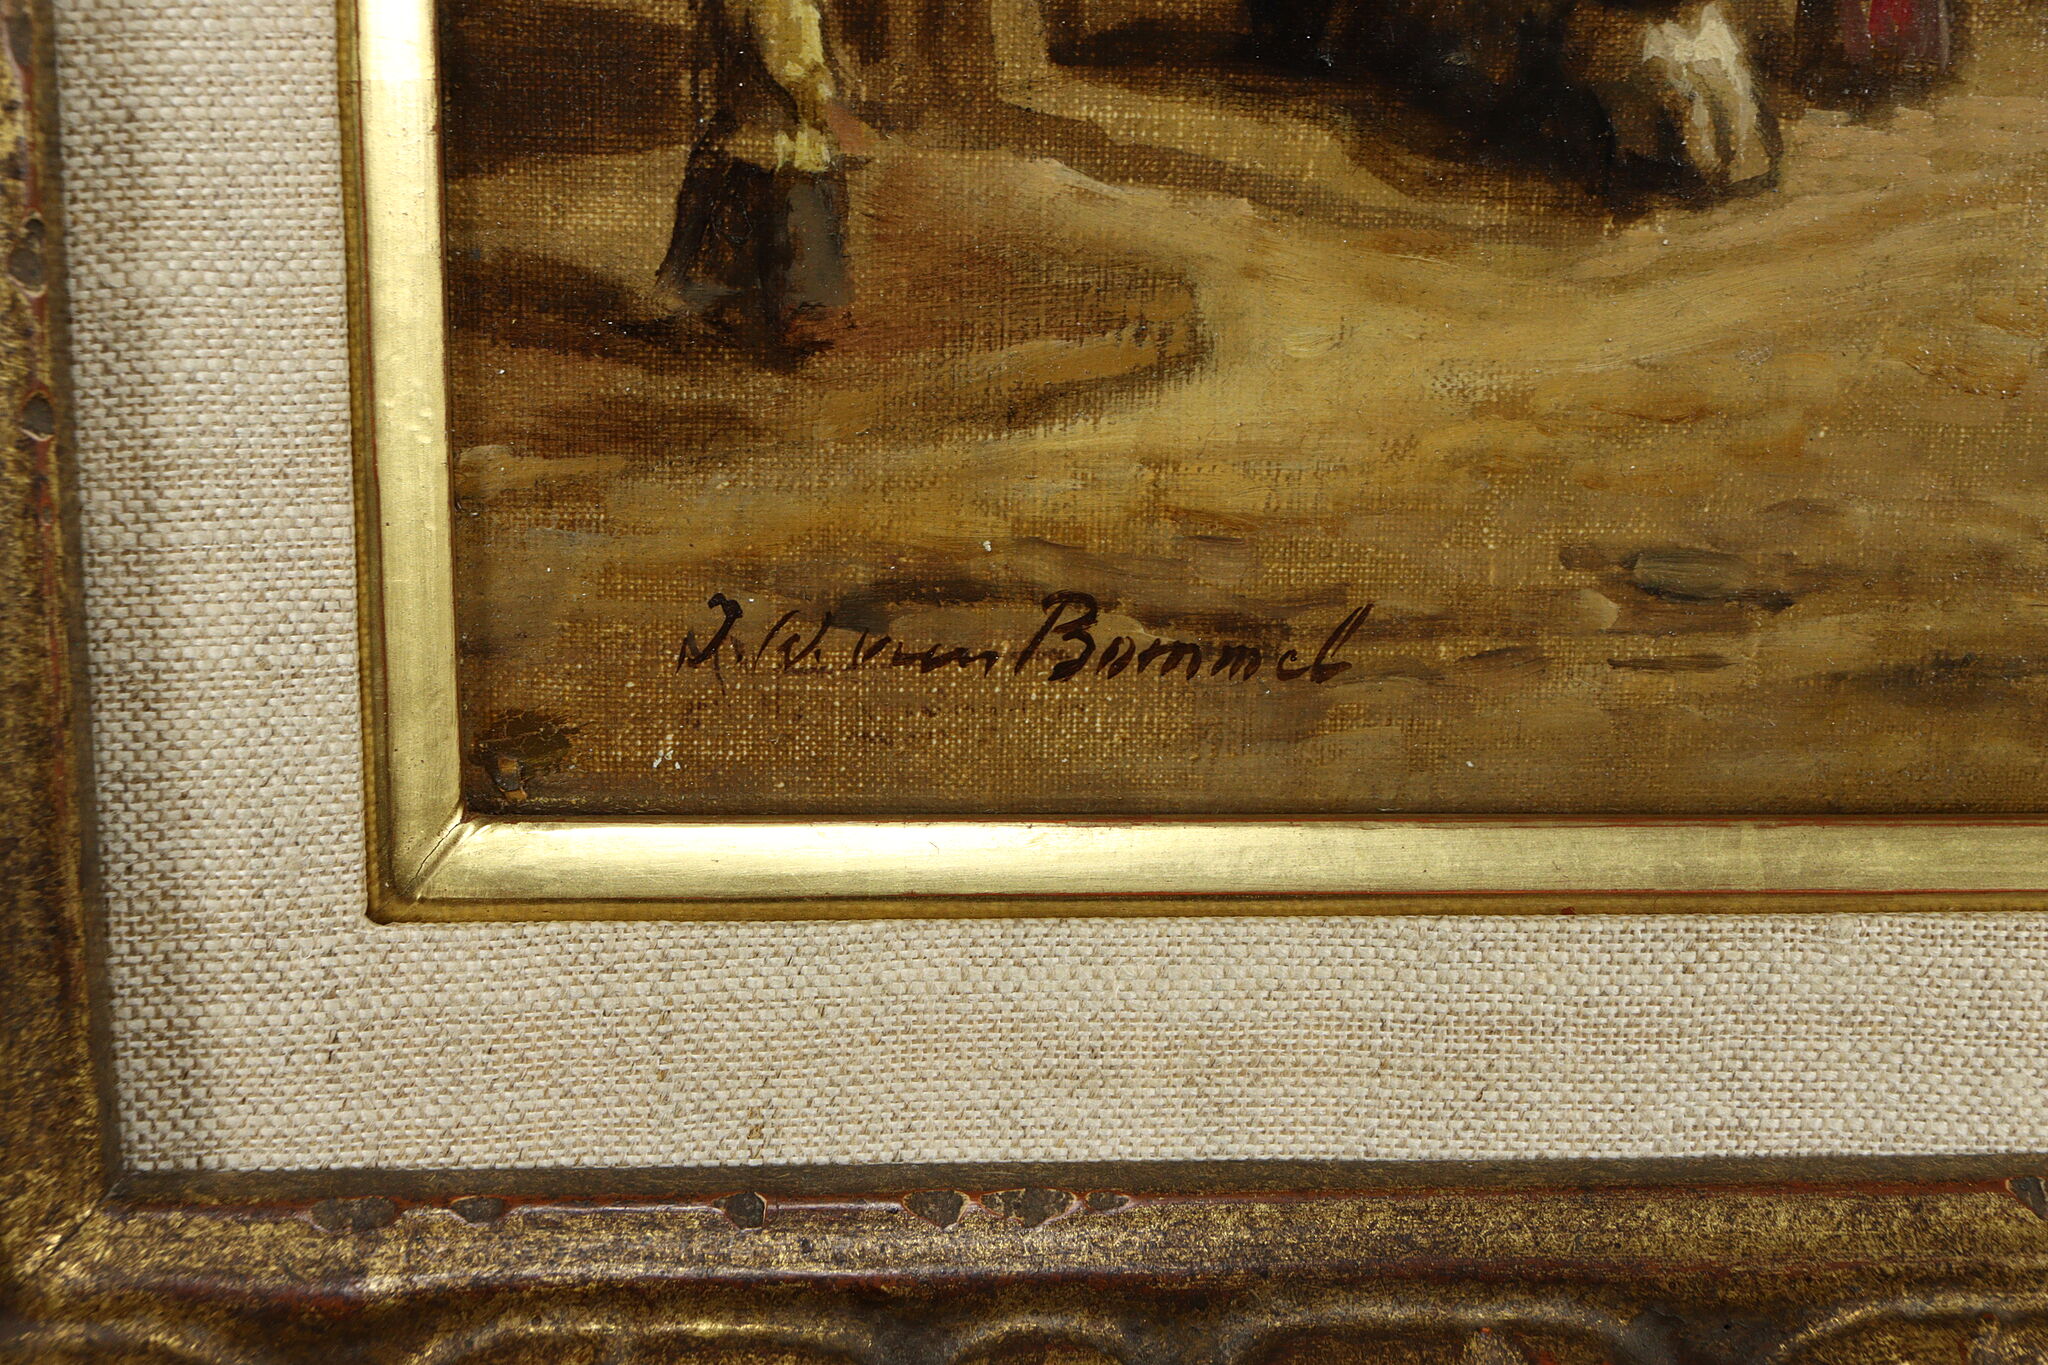 J. W. van Bommel